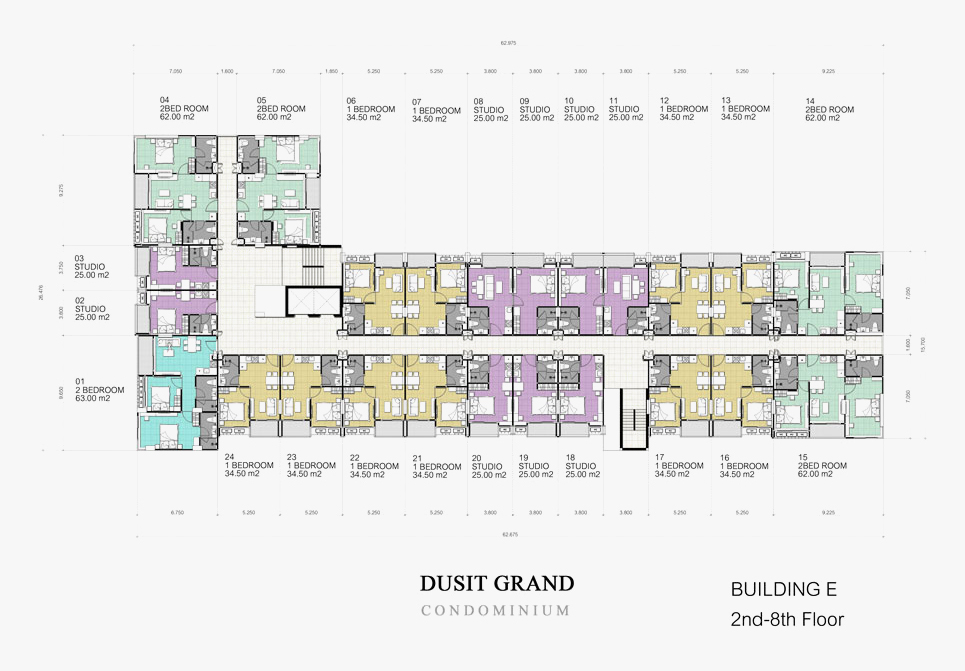 62.875
7.050 1.800 7.050 1.850 5.250 5.250 3.800 3.800 3.800 3.800 5.250 5.250 9.225
04
2BED ROOM
62.00 m2
05
2BED ROOM
62.00 m2
06
1 BEDROOM
34.50 m2
07
1 BEDROOM
34.50 m2
08
STUDIO
25.00 m2
09
STUDIO
25.00 m2
10
STUDIO
25.00 m2
11
STUDIO
25.00 m2
12
1 BEDROOM
34.50 m2
13
1 BEDROOM
34.50 m2
14
2BED ROOM
62.00 m2
9.275
3.750
3.800
9.650
26.476
03
STUDIO
25.00 m2
02
STUDIO
25.00 m2
01
2 BEDROOM
63.00 m2
7.050
1.600
15.700
24
1 BEDROOM
34.50 m2
23
1 BEDROOM
34.50 m2
22
1 BEDROOM
34.50 m2
21
1 BEDROOM
34.50 m2
20
STUDIO
25.00 m2
19
STUDIO
25.00 m2
18
STUDIO
25.00 m2
17
1 BEDROOM
34.50 m2
16
1 BEDROOM
34.50 m2
15
2BED ROOM
62.00 m2
6.750 5.250 5.250 5.250 5.250 3.800 3.800 3.800 3.800 5.250 5.250 9.225
62.875
DUSIT GRAND
CONDOMINIUM
BUILDING E
2nd-8th Floor